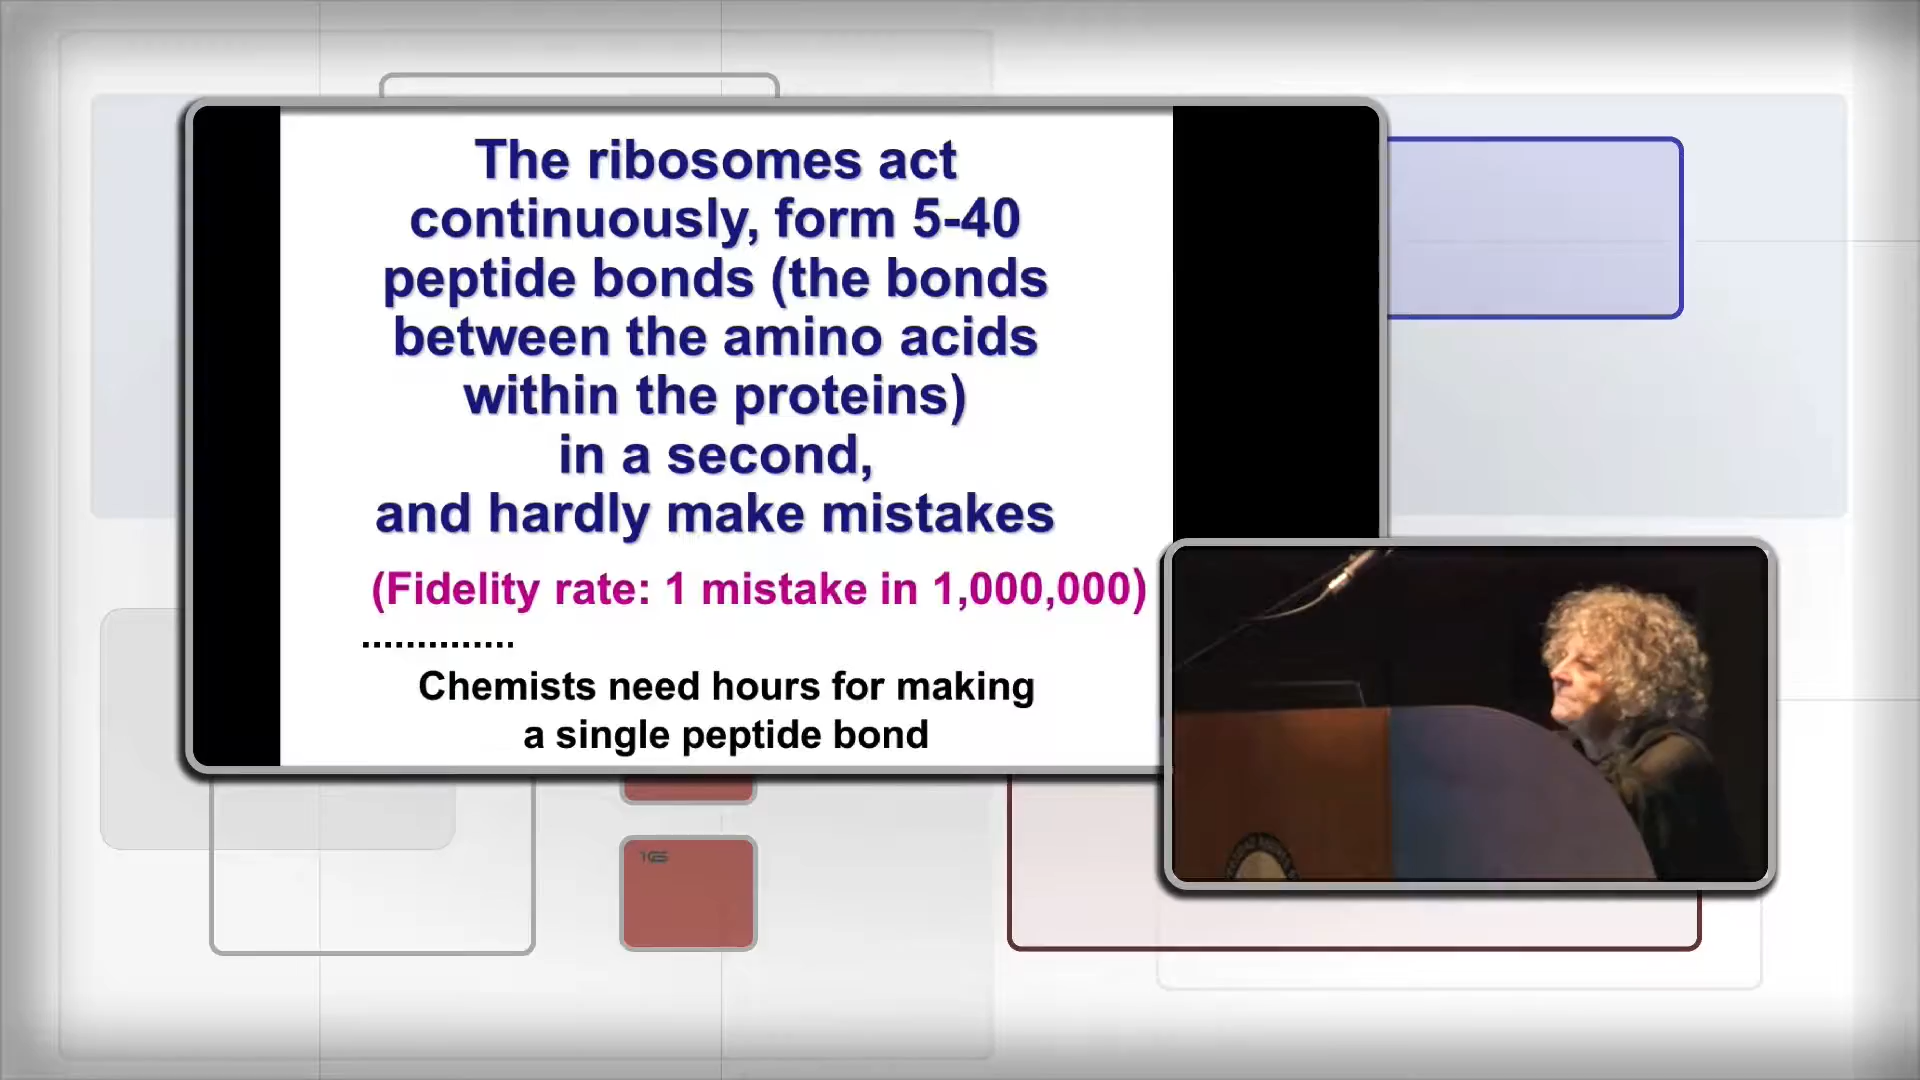 The ribosomes act
continuously, form 5-40
peptide bonds (the bonds
between the amino acids
within the proteins)
in a second,
and hardly make mistakes
(Fidelity rate: 1 mistake in 1,000,000)
..............
Chemists need hours for making
a single peptide bond